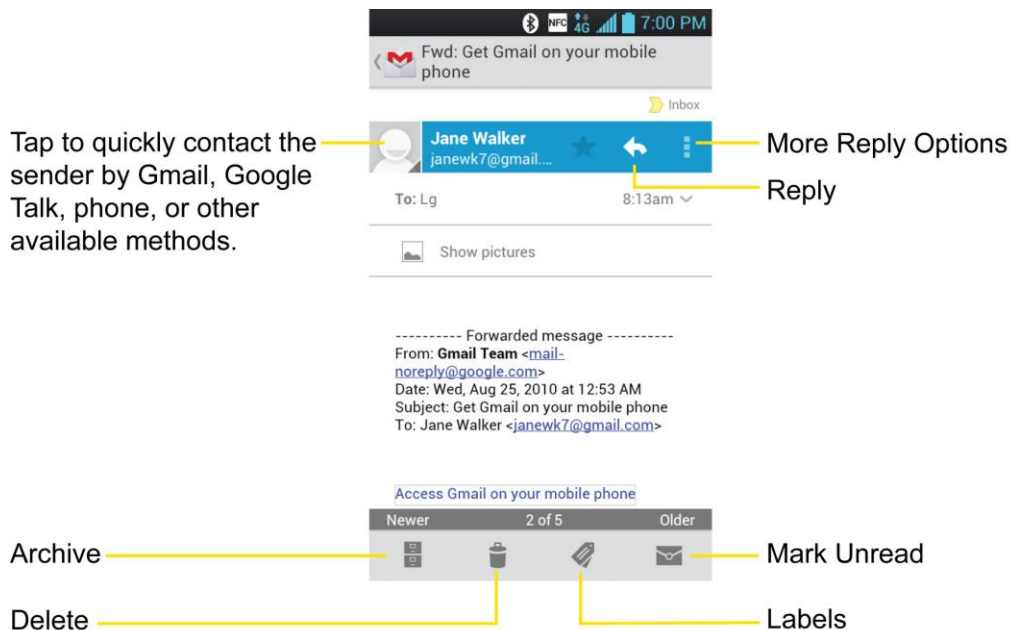 NFC 4G 7:00 PM
Fwd: Get Gmail on your mobile
phone
Inbox
Tap to quickly contact the
sender by Gmail, Google
Talk, phone, or other
available methods.
Jane Walker
janewk7@gmail....
More Reply Options
Reply
To: Lg 8:13am
Show pictures
---------- Forwarded message ----------
From: Gmail Team <mail-
noreply@google.com>
Date: Wed, Aug 25, 2010 at 12:53 AM
Subject: Get Gmail on your mobile phone
To: Jane Walker <janewk7@gmail.com>
Access Gmail on your mobile phone
Newer 2 of 5 Older
Archive
Mark Unread
Delete
Labels